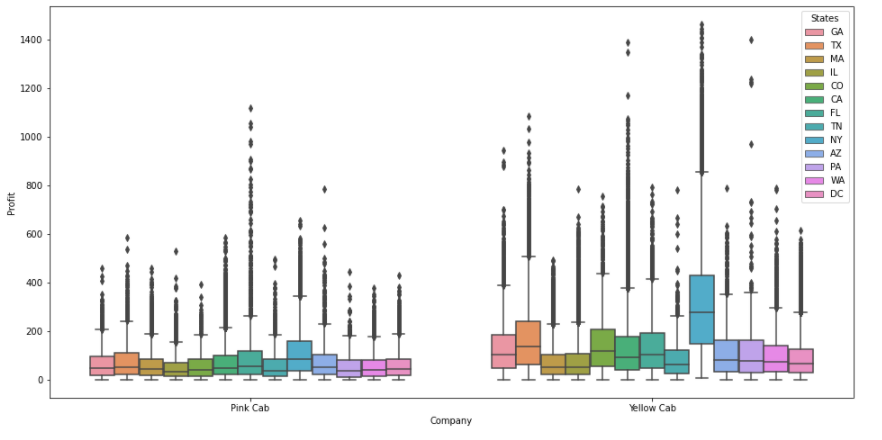 1400
1200
1000
800
600
400
200
0
Profit
Pink Cab
Yellow Cab
Company
States
GA
TX
MA
IL
CO
CA
FL
TN
NY
AZ
PA
WA
DC